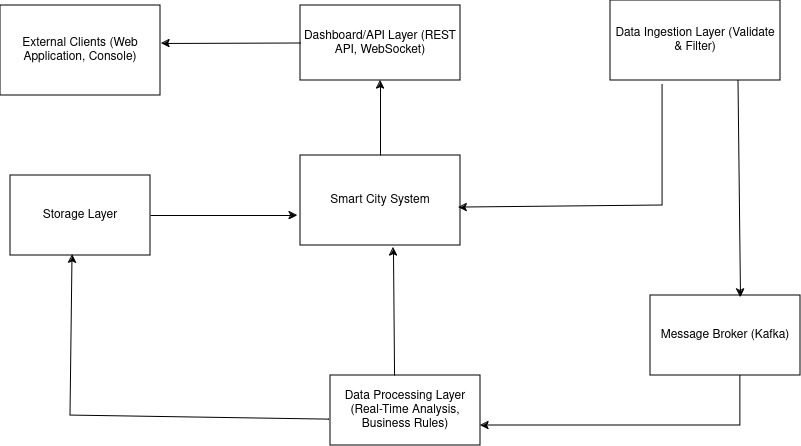 External Clients (Web
Application, Console)
Dashboard/API Layer (REST
API, WebSocket)
Data Ingestion Layer (Validate
& Filter)
Storage Layer
Smart City System
Message Broker (Kafka)
Data Processing Layer
(Real-Time Analysis,
Business Rules)